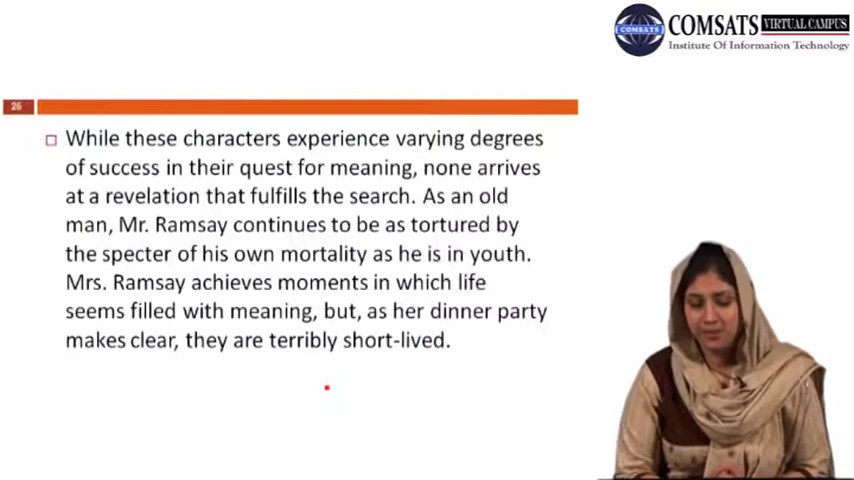 COMSATS VIRTUAL CAMPUS
COMSATS
Institute Of Information Technology
26
While these characters experience varying degrees
of success in their quest for meaning, none arrives
at a revelation that fulfills the search. As an old
man, Mr. Ramsay continues to be as tortured by
the specter of his own mortality as he is in youth.
Mrs. Ramsay achieves moments in which life
seems filled with meaning, but, as her dinner party
makes clear, they are terribly short-lived.